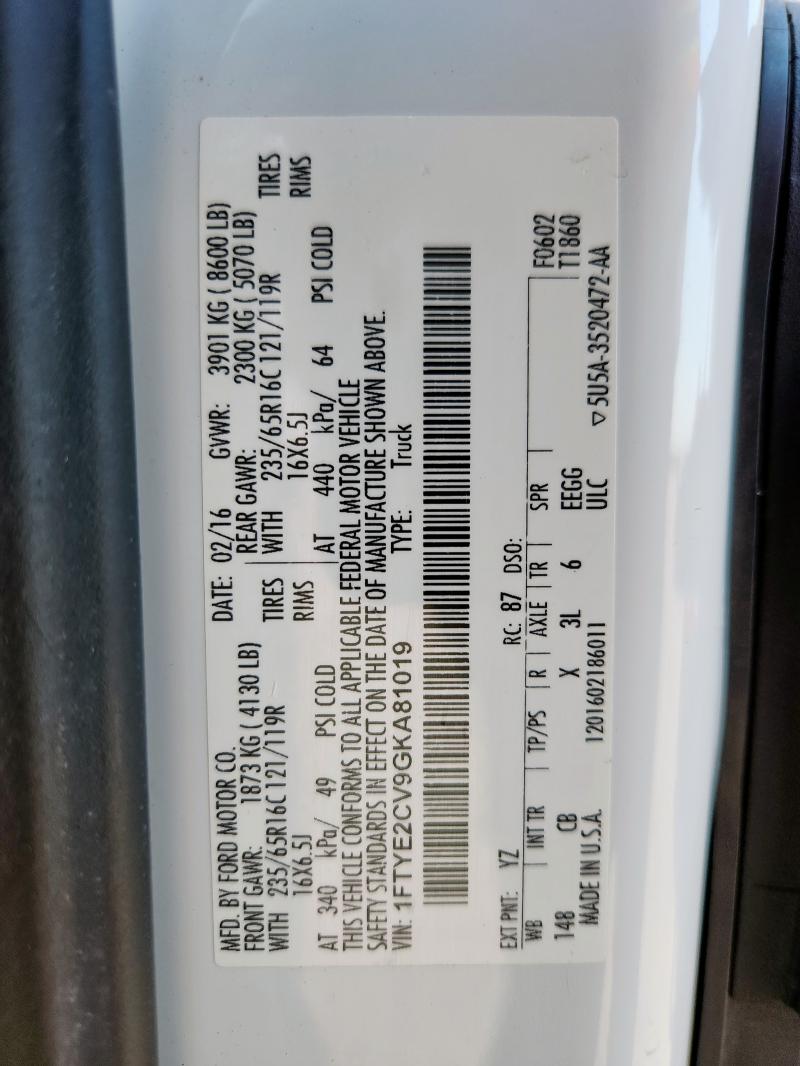 MFD. BY FORD MOTOR CO. DATE: 02/16 GVWR: 3901 KG ( 8600 LB)
FRONT GAWR: 1873 KG ( 4130 LB) REAR GAWR: 2300 KG ( 5070 LB)
WITH 235/65R16C 121/119R TIRES WITH 235/65R16C 121/119R TIRES
16X6.5J RIMS 16X6.5J RIMS
AT 340 kPa/ 49 PSI COLD AT 440 kPa/ 64 PSI COLD
THIS VEHICLE CONFORMS TO ALL APPLICABLE FEDERAL MOTOR VEHICLE
SAFETY STANDARDS IN EFFECT ON THE DATE OF MANUFACTURE SHOWN ABOVE.
VIN: 1FTYE2CV9GKA81019 TYPE: Truck
EXT PNT: YZ RC: 87 DSO: F0602
WB INT TR TP/PS R AXLE TR SPR T1860
148 CB X 3L 6 EEGG
ULC
MADE IN U.S.A. 1201602186011 ▽ 5U5A-3520472-AA